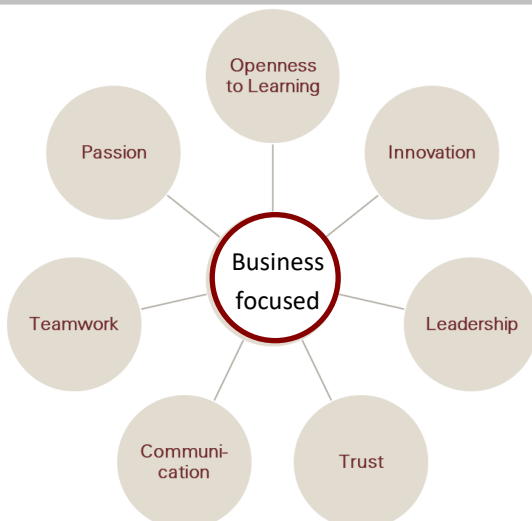 Openness
to Learning
Passion
Innovation
Business
focused
Teamwork
Leadership
Communi-
cation
Trust